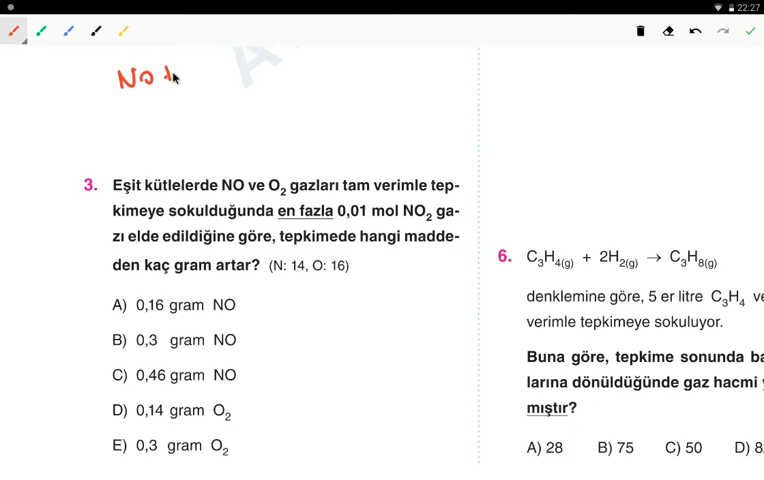 22:27
NO +
3. Eşit kütlelerde NO ve O₂ gazları tam verimle tep-
kimeye sokulduğunda en fazla 0,01 mol NO₂ ga-
zı elde edildiğine göre, tepkimede hangi madde-
den kaç gram artar? (N: 14, O: 16)
A) 0,16 gram NO
B) 0,3 gram NO
C) 0,46 gram NO
D) 0,14 gram O₂
E) 0,3 gram O₂
6. C₃H₄(g) + 2H₂(g) → C₃H₈(g)
denklemine göre, 5 er litre C₃H₄ ve
verimle tepkimeye sokuluyor.
Buna göre, tepkime sonunda ba
larına dönüldüğünde gaz hacmi
mıştır?
A) 28 B) 75 C) 50 D) 8